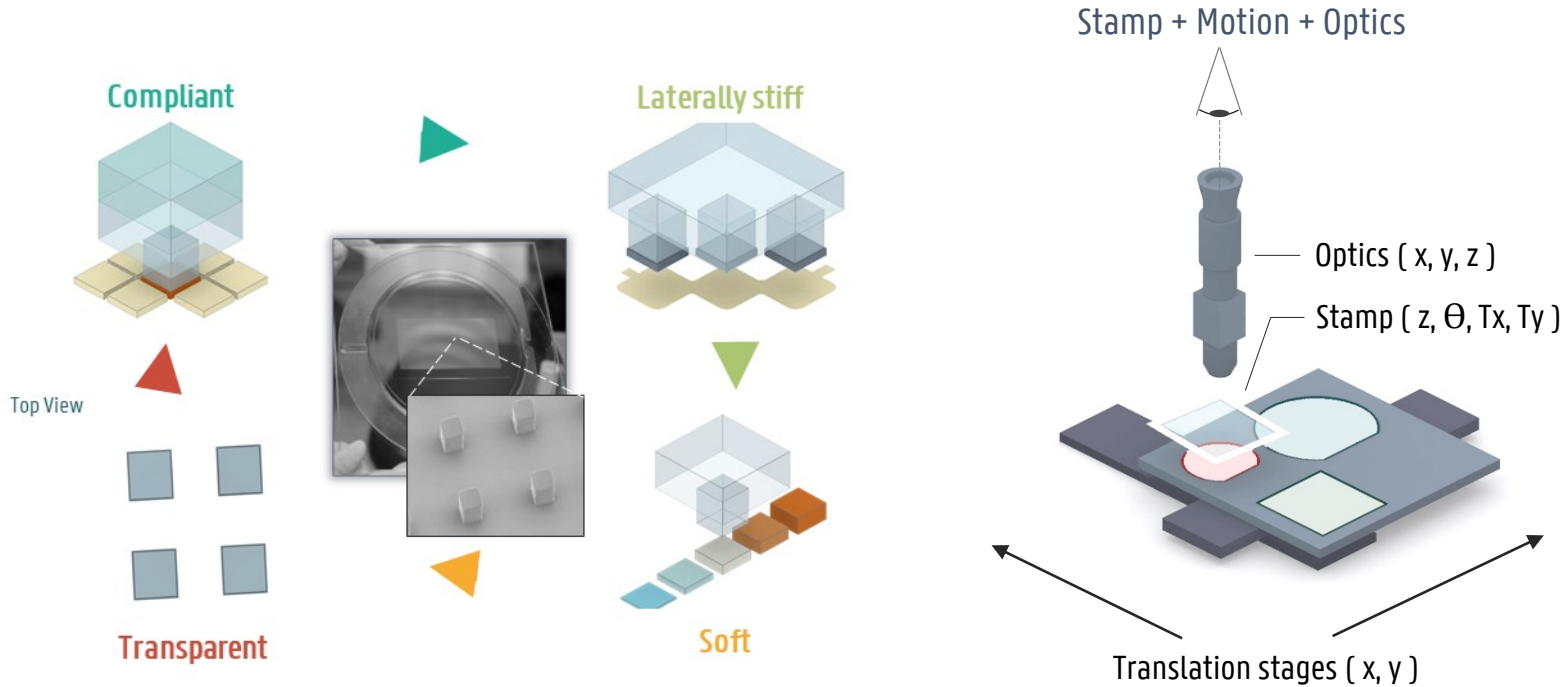 Stamp + Motion + Optics
Compliant
Laterally stiff
Optics ( x, y, z )
Stamp ( z, Θ, Tx, Ty )
Top View
Transparent
Soft
Translation stages ( x, y )